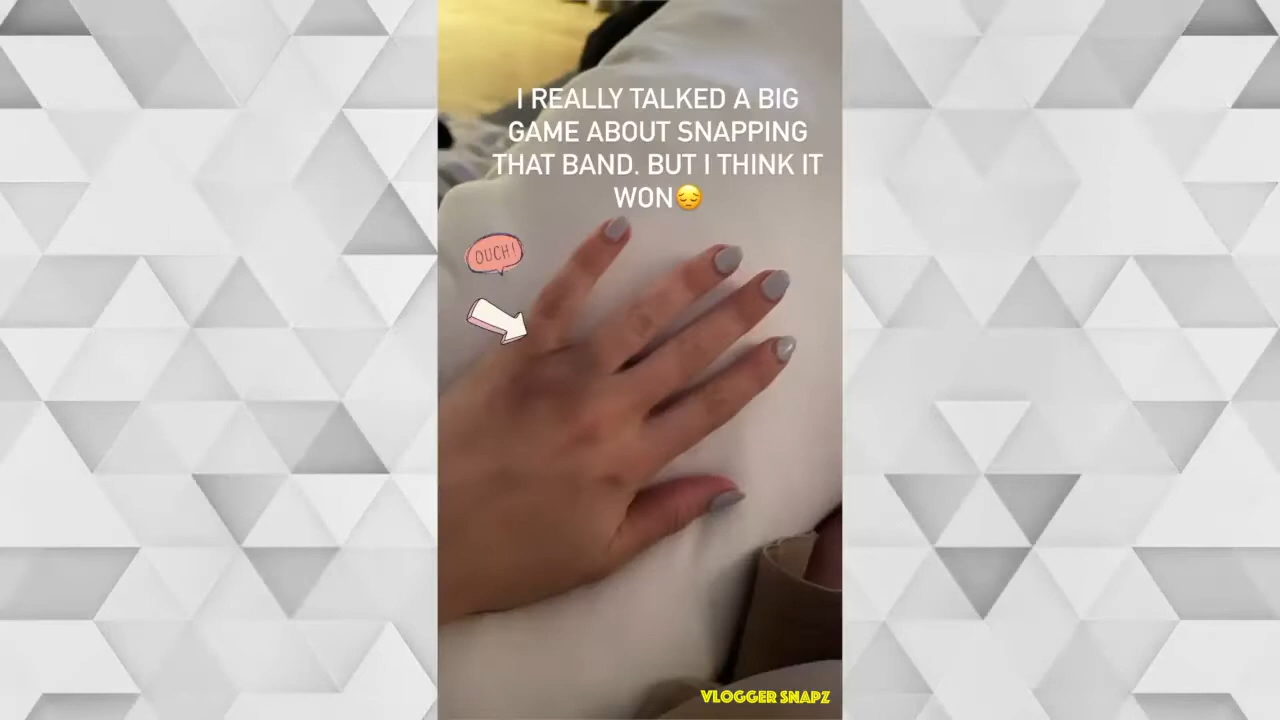 I REALLY TALKED A BIG
GAME ABOUT SNAPPING
THAT BAND. BUT I THINK IT
WON😔
OUCH!
VLOGGER SNAPZ